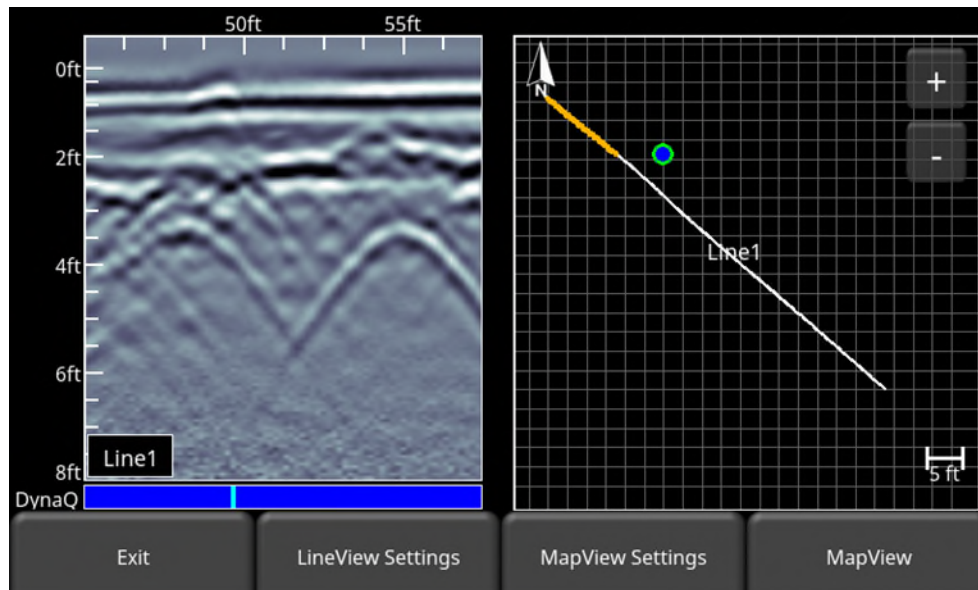 50ft 55ft
0ft
2ft
4ft
6ft
8ft
Line1
DynaQ
N
+
-
Line1
5 ft
Exit LineView Settings MapView Settings MapView